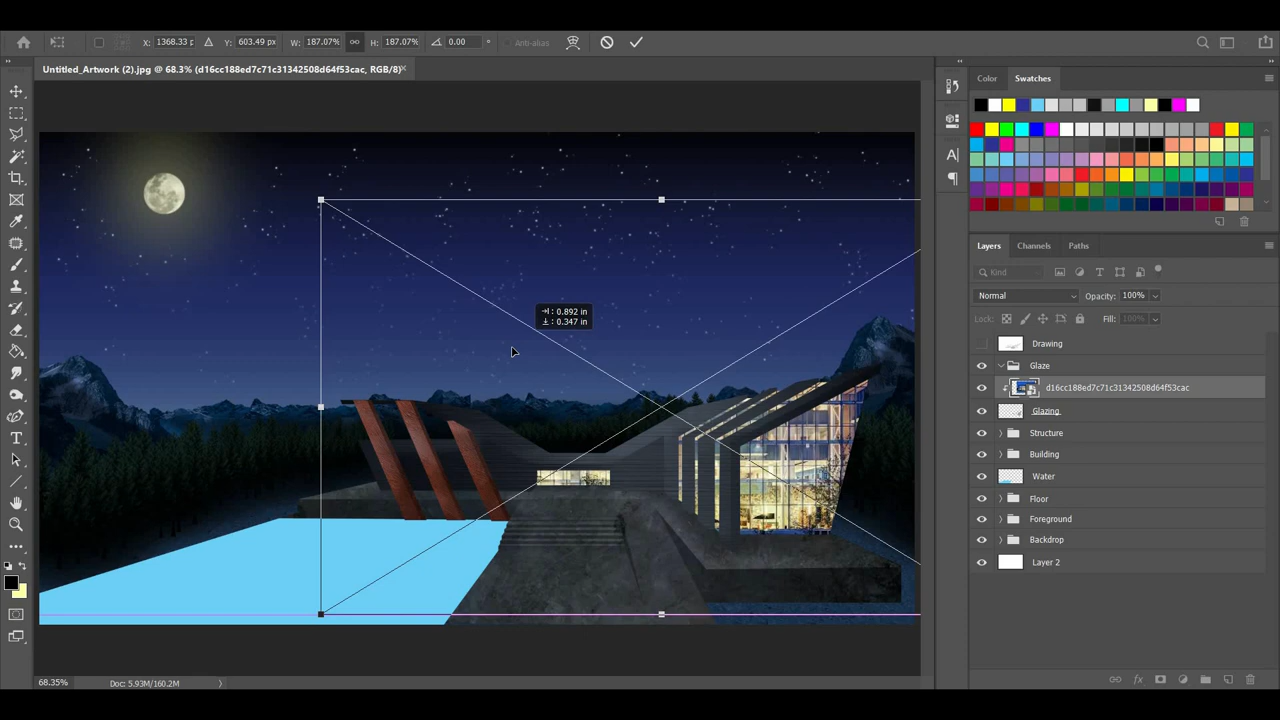 X: 1368.33 p Y: 603.49 px W: 187.07% H: 187.07% 0.00 ° Anti-alias
Untitled_Artwork (2).jpg @ 68.3% (d16cc188ed7c71c31342508d64f53cac, RGB/8)
Color Swatches
Layers Channels Paths
Kind
Normal Opacity: 100%
Lock: Fill: 100%
Drawing
Glaze
d16cc188ed7c71c31342508d64f53cac
Glazing
Structure
Building
Water
Floor
Foreground
Backdrop
Layer 2
: 0.892 in
: 0.347 in
68.35% Doc: 5.93M/160.2M